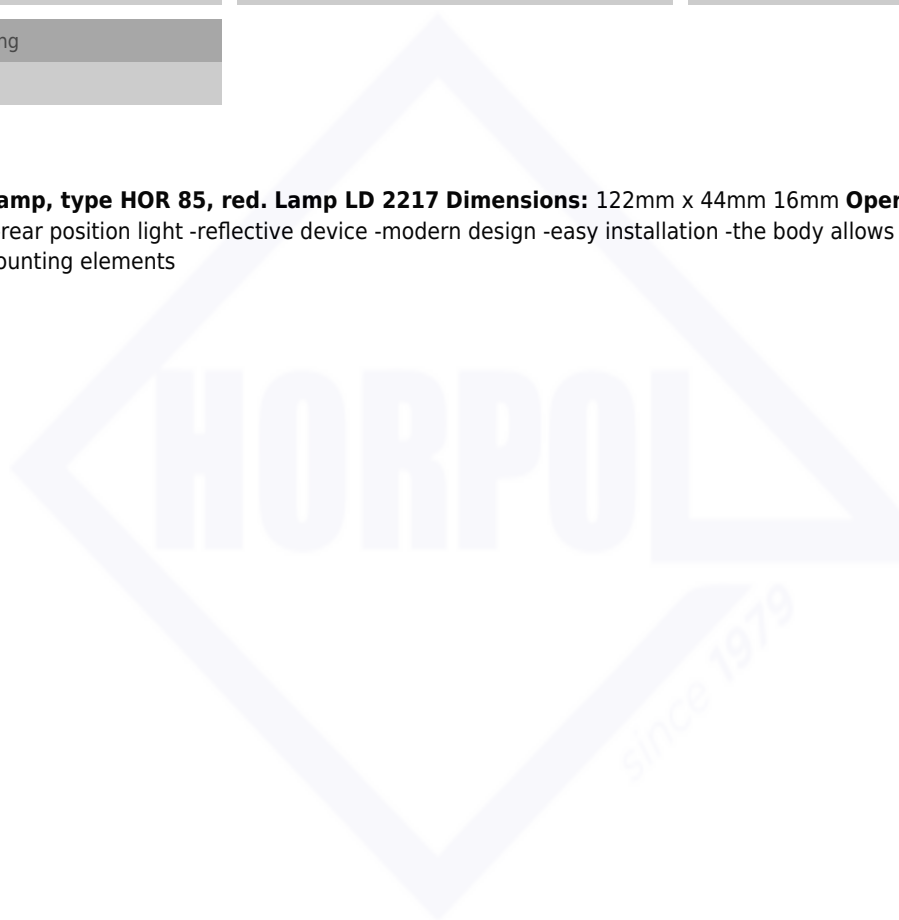 ng
amp, type HOR 85, red. Lamp LD 2217 Dimensions: 122mm x 44mm 16mm Oper
rear position light -reflective device -modern design -easy installation -the body allows
ounting elements
HORPOL
since 1979